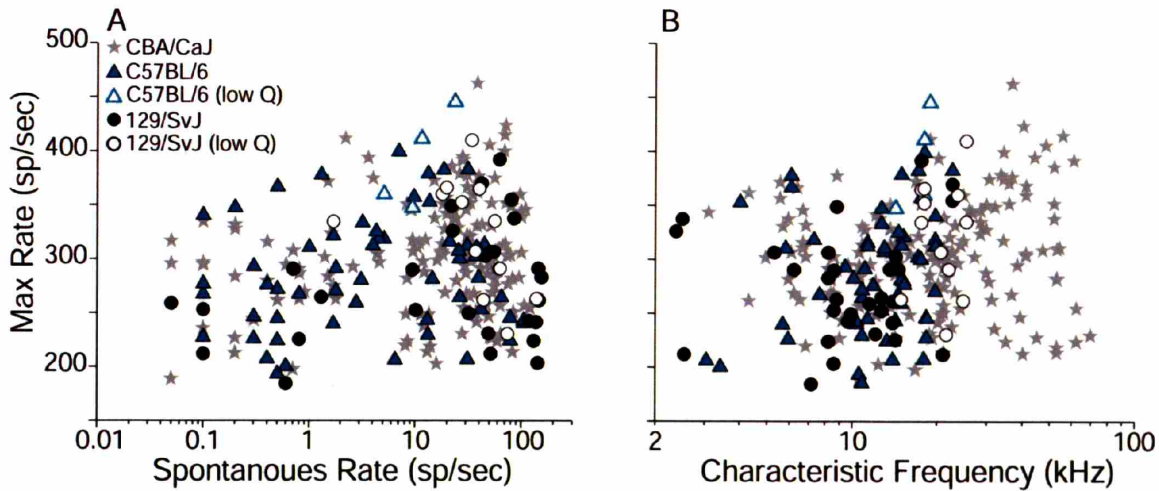 A
B
500
400
300
200
Max Rate (sp/sec)
CBA/CaJ
C57BL/6
C57BL/6 (low Q)
129/SvJ
129/SvJ (low Q)
0.01
0.1
1
10
100
Spontanoues Rate (sp/sec)
2
10
100
Characteristic Frequency (kHz)